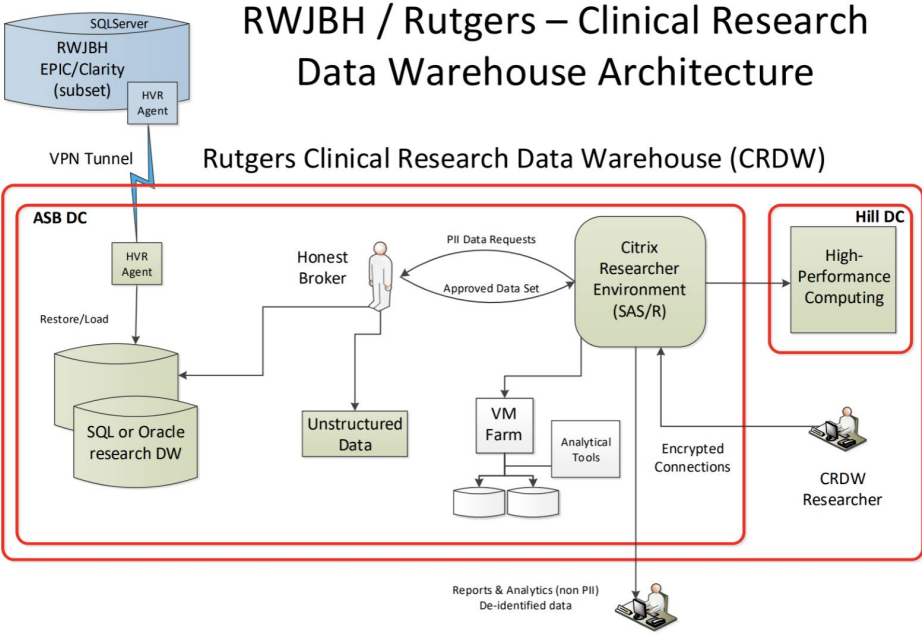 RWJBH / Rutgers – Clinical Research
Data Warehouse Architecture
SQLServer
RWJBH
EPIC/Clarity
(subset)
HVR
Agent
VPN Tunnel
Rutgers Clinical Research Data Warehouse (CRDW)
ASB DC
Hill DC
HVR
Agent
Restore/Load
SQL or Oracle
research DW
Honest
Broker
PII Data Requests
Approved Data Set
Unstructured
Data
Citrix
Researcher
Environment
(SAS/R)
High-
Performance
Computing
VM
Farm
Analytical
Tools
Encrypted
Connections
CRDW
Researcher
Reports & Analytics (non PII)
De-identified data